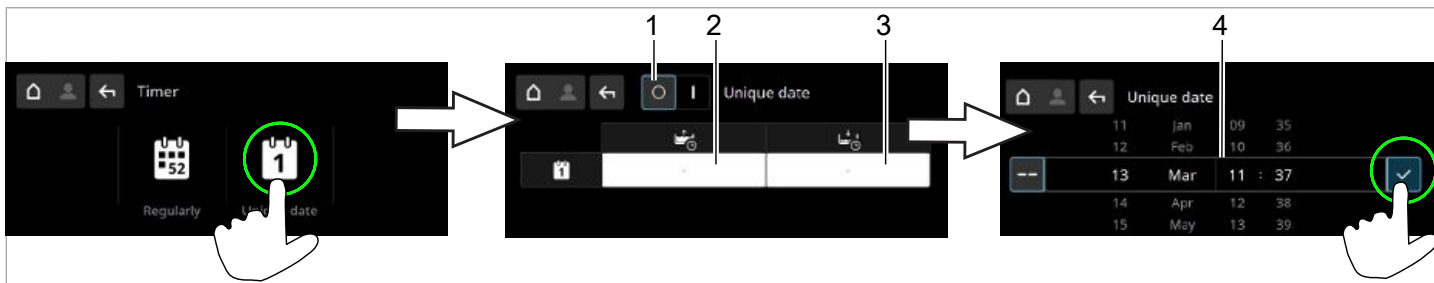 1 2 3 4
Timer
52
1
Regularly
Unique date
O I Unique date
1
-
-
Unique date
11 Jan 09 35
12 Feb 10 36
-- 13 Mar 11 : 37
14 Apr 12 38
15 May 13 39